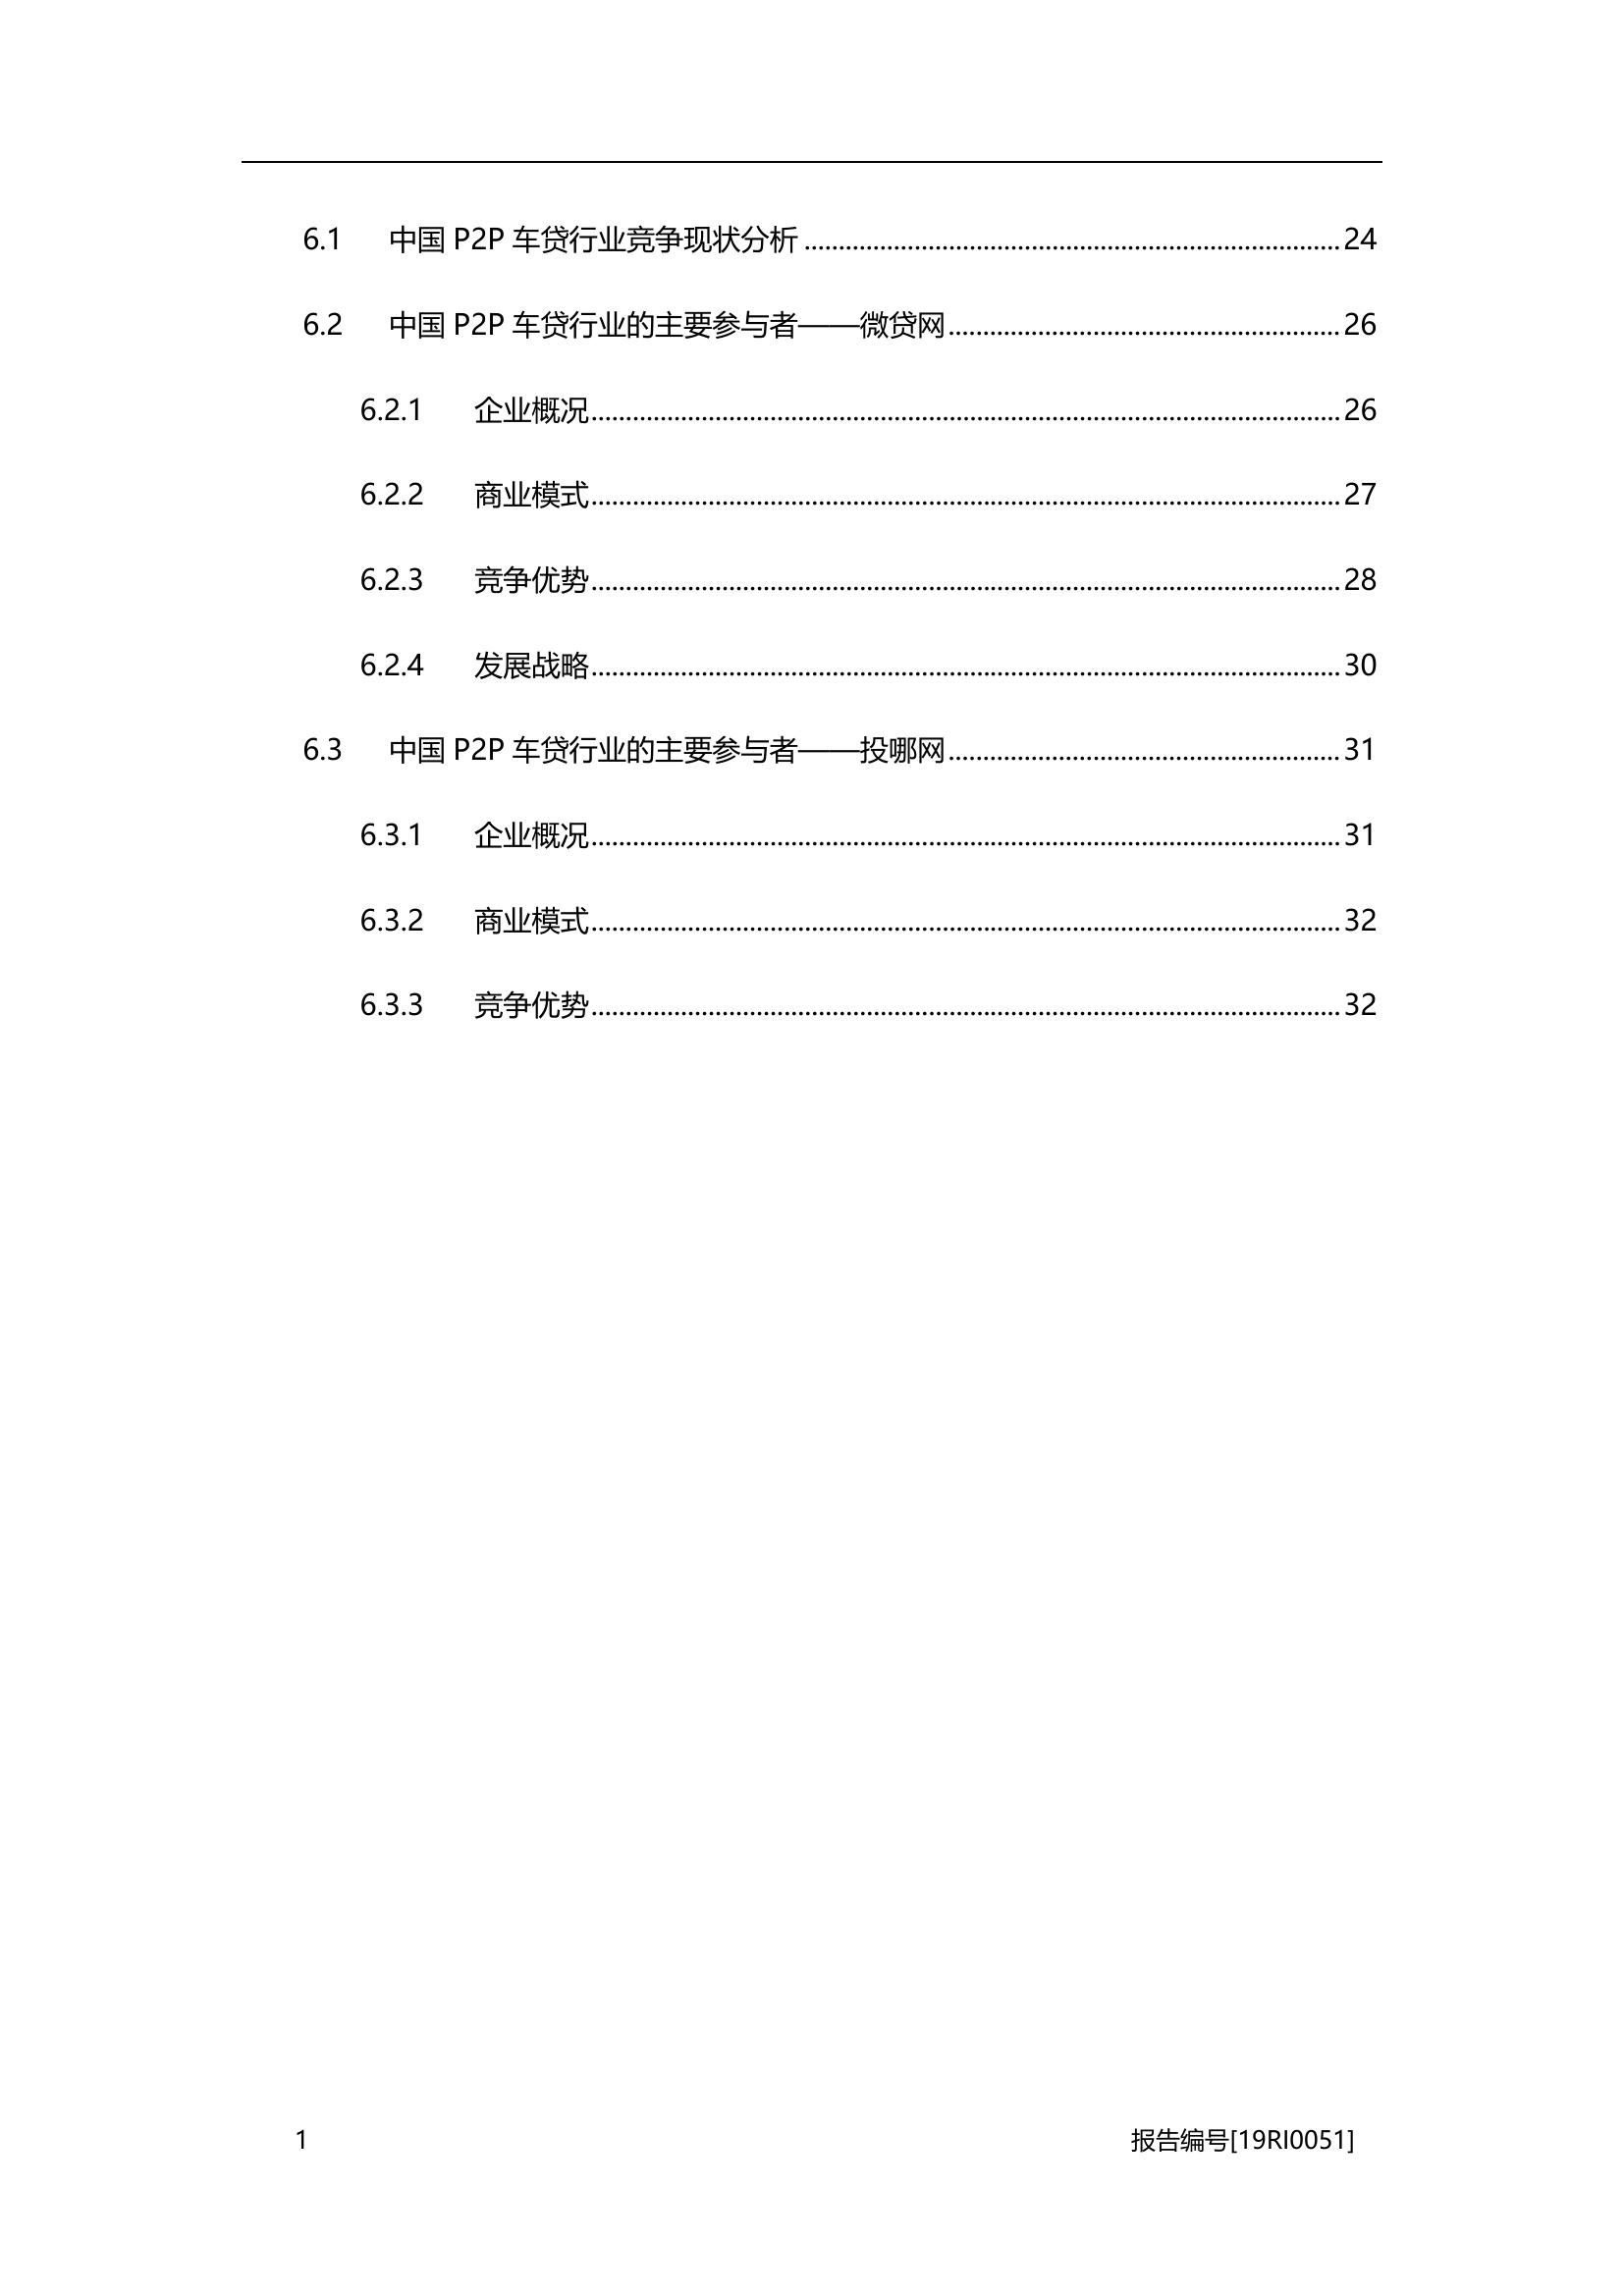 6.1 中国 P2P 车贷行业竞争现状分析 ........................................ 24
6.2 中国 P2P 车贷行业的主要参与者——微贷网 ........................................ 26
6.2.1 企业概况 ........................................ 26
6.2.2 商业模式 ........................................ 27
6.2.3 竞争优势 ........................................ 28
6.2.4 发展战略 ........................................ 30
6.3 中国 P2P 车贷行业的主要参与者——投哪网 ........................................ 31
6.3.1 企业概况 ........................................ 31
6.3.2 商业模式 ........................................ 32
6.3.3 竞争优势 ........................................ 32
1 报告编号[19RI0051]